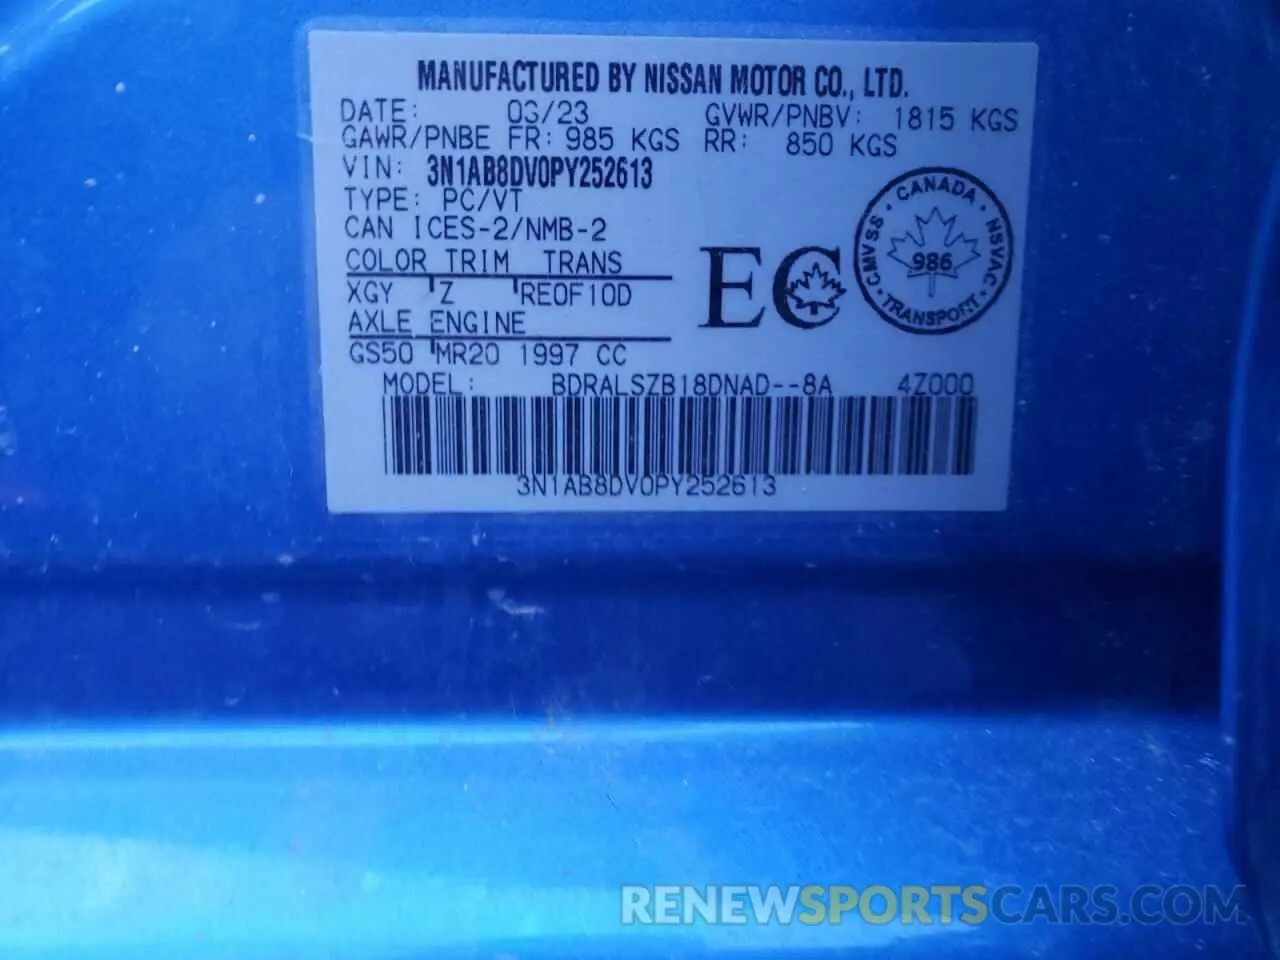 MANUFACTURED BY NISSAN MOTOR CO., LTD.
DATE: 03/23 GVWR/PNBV: 1815 KGS
GAWR/PNBE FR: 985 KGS RR: 850 KGS
VIN: 3N1AB8DV0PY252613
TYPE: PC/VT
CAN ICES-2/NMB-2
COLOR TRIM TRANS
XGY Z RE0F10D
AXLE ENGINE
GS50 MR20 1997 CC
EC
CANADA · NSVAC · TRANSPORT · CMVSS ·
986
MODEL: BDRALSZB18DNAD--8A 4Z000
3N1AB8DV0PY252613
RENEWSPORTSCARS.COM